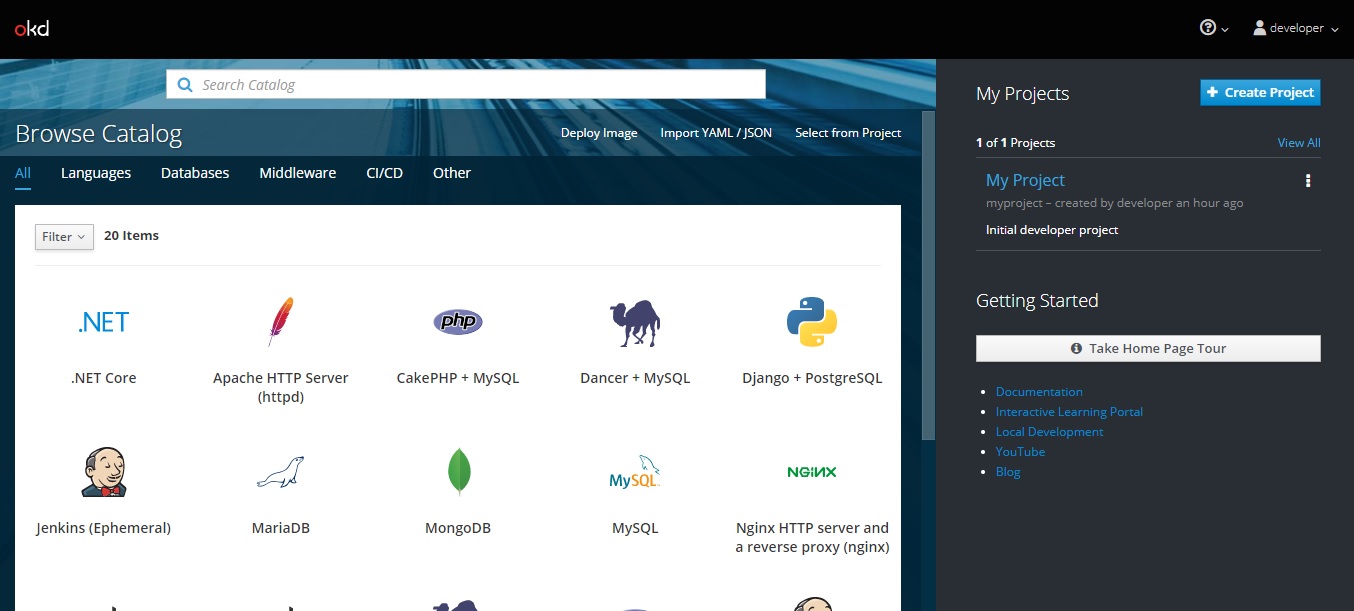 okd
developer
Search Catalog
Browse Catalog
Deploy Image
Import YAML / JSON
Select from Project
All
Languages
Databases
Middleware
CI/CD
Other
Filter
20 Items
.NET
.NET Core
Apache HTTP Server
(httpd)
php
CakePHP + MySQL
Dancer + MySQL
Django + PostgreSQL
Jenkins (Ephemeral)
MariaDB
MongoDB
MySQL
MySQL
NGINX
Nginx HTTP server and
a reverse proxy (nginx)
My Projects
Create Project
1 of 1 Projects
View All
My Project
myproject – created by developer an hour ago
Initial developer project
Getting Started
Take Home Page Tour
Documentation
Interactive Learning Portal
Local Development
YouTube
Blog